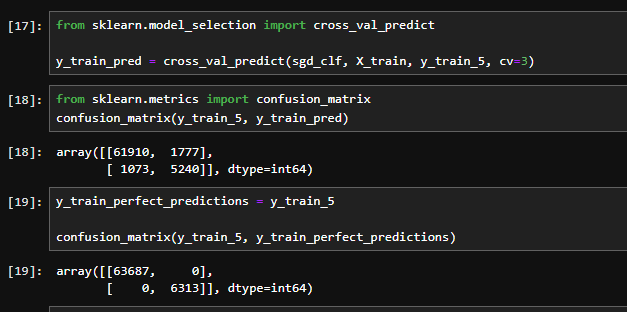 [17]: from sklearn.model_selection import cross_val_predict
y_train_pred = cross_val_predict(sgd_clf, X_train, y_train_5, cv=3)
[18]: from sklearn.metrics import confusion_matrix
confusion_matrix(y_train_5, y_train_pred)
[18]: array([[61910,  1777],
       [ 1073,  5240]], dtype=int64)
[19]: y_train_perfect_predictions = y_train_5
confusion_matrix(y_train_5, y_train_perfect_predictions)
[19]: array([[63687,     0],
       [    0,  6313]], dtype=int64)